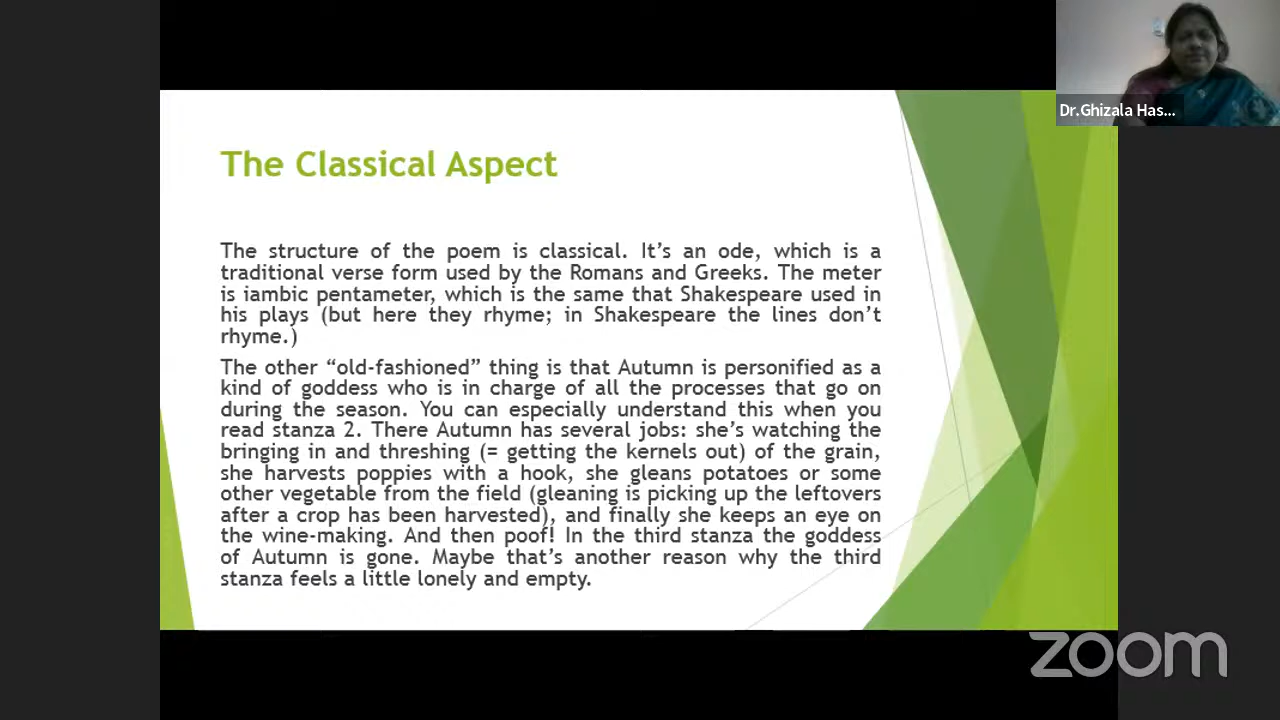 Dr.Ghizala Has...
The Classical Aspect
The structure of the poem is classical. It’s an ode, which is a
traditional verse form used by the Romans and Greeks. The meter
is iambic pentameter, which is the same that Shakespeare used in
his plays (but here they rhyme; in Shakespeare the lines don’t
rhyme.)
The other “old-fashioned” thing is that Autumn is personified as a
kind of goddess who is in charge of all the processes that go on
during the season. You can especially understand this when you
read stanza 2. There Autumn has several jobs: she’s watching the
bringing in and threshing (= getting the kernels out) of the grain,
she harvests poppies with a hook, she gleans potatoes or some
other vegetable from the field (gleaning is picking up the leftovers
after a crop has been harvested), and finally she keeps an eye on
the wine-making. And then poof! In the third stanza the goddess
of Autumn is gone. Maybe that’s another reason why the third
stanza feels a little lonely and empty.
zoom